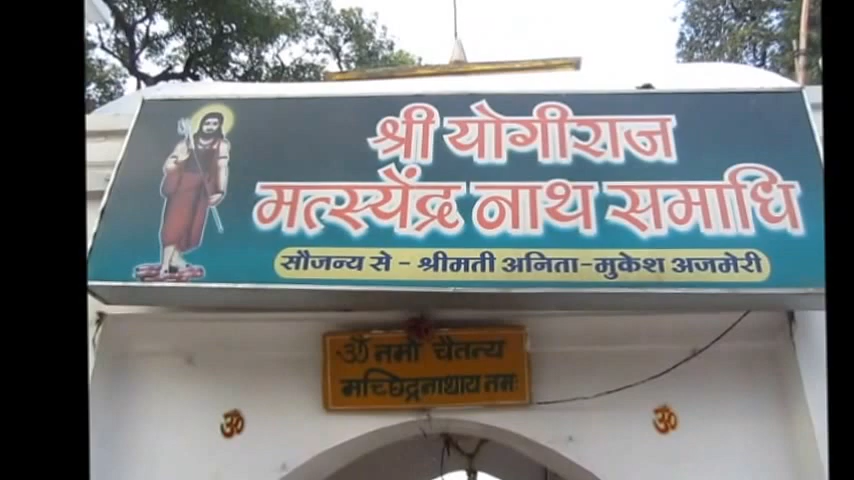 श्री योगीराज
मत्स्येंद्र नाथ समाधि
सौजन्य से - श्रीमती अनिता-मुकेश अजमेरी
ॐ नमो चैतन्य
मच्छिद्रनाथाय नमः
ॐ ॐ